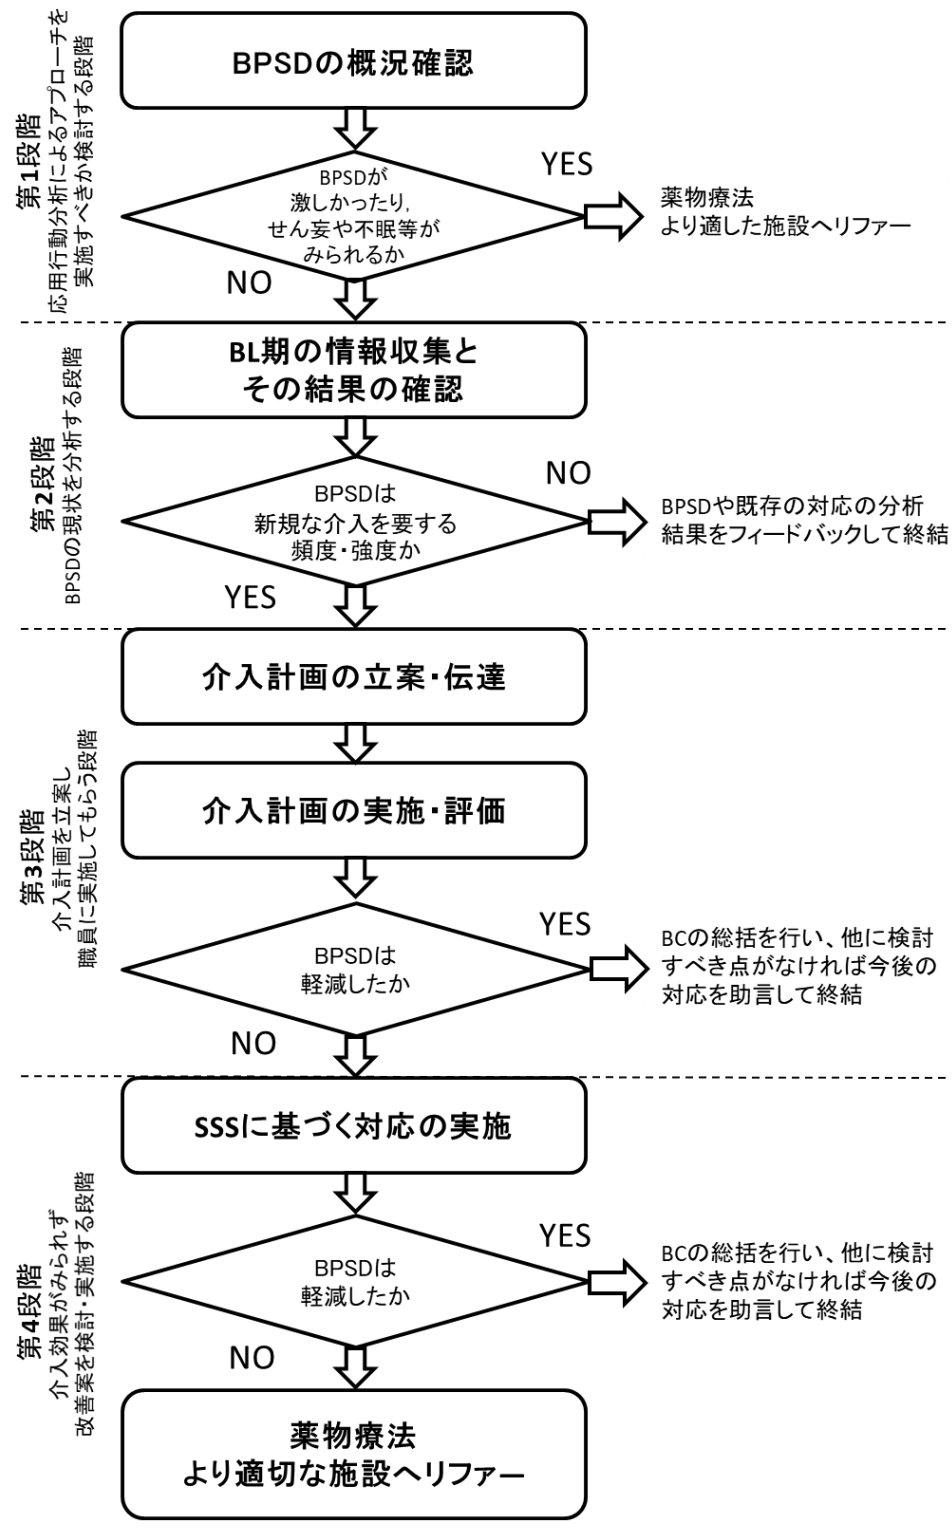 第1段階
応用行動分析によるアプローチを
実施すべきか検討する段階
BPSDの概況確認
BPSDが
激しかったり,
せん妄や不眠等が
みられるか
YES
薬物療法
より適した施設へリファー
NO
第2段階
BPSDの現状を分析する段階
BL期の情報収集と
その結果の確認
BPSDは
新規な介入を要する
頻度・強度か
NO
BPSDや既存の対応の分析
結果をフィードバックして終結
YES
第3段階
介入計画を立案し
職員に実施してもらう段階
介入計画の立案・伝達
介入計画の実施・評価
BPSDは
軽減したか
YES
BCの総括を行い、他に検討
すべき点がなければ今後の
対応を助言して終結
NO
第4段階
介入効果がみられず
改善案を検討・実施する段階
SSSに基づく対応の実施
BPSDは
軽減したか
YES
BCの総括を行い、他に検討
すべき点がなければ今後の
対応を助言して終結
NO
薬物療法
より適切な施設へリファー